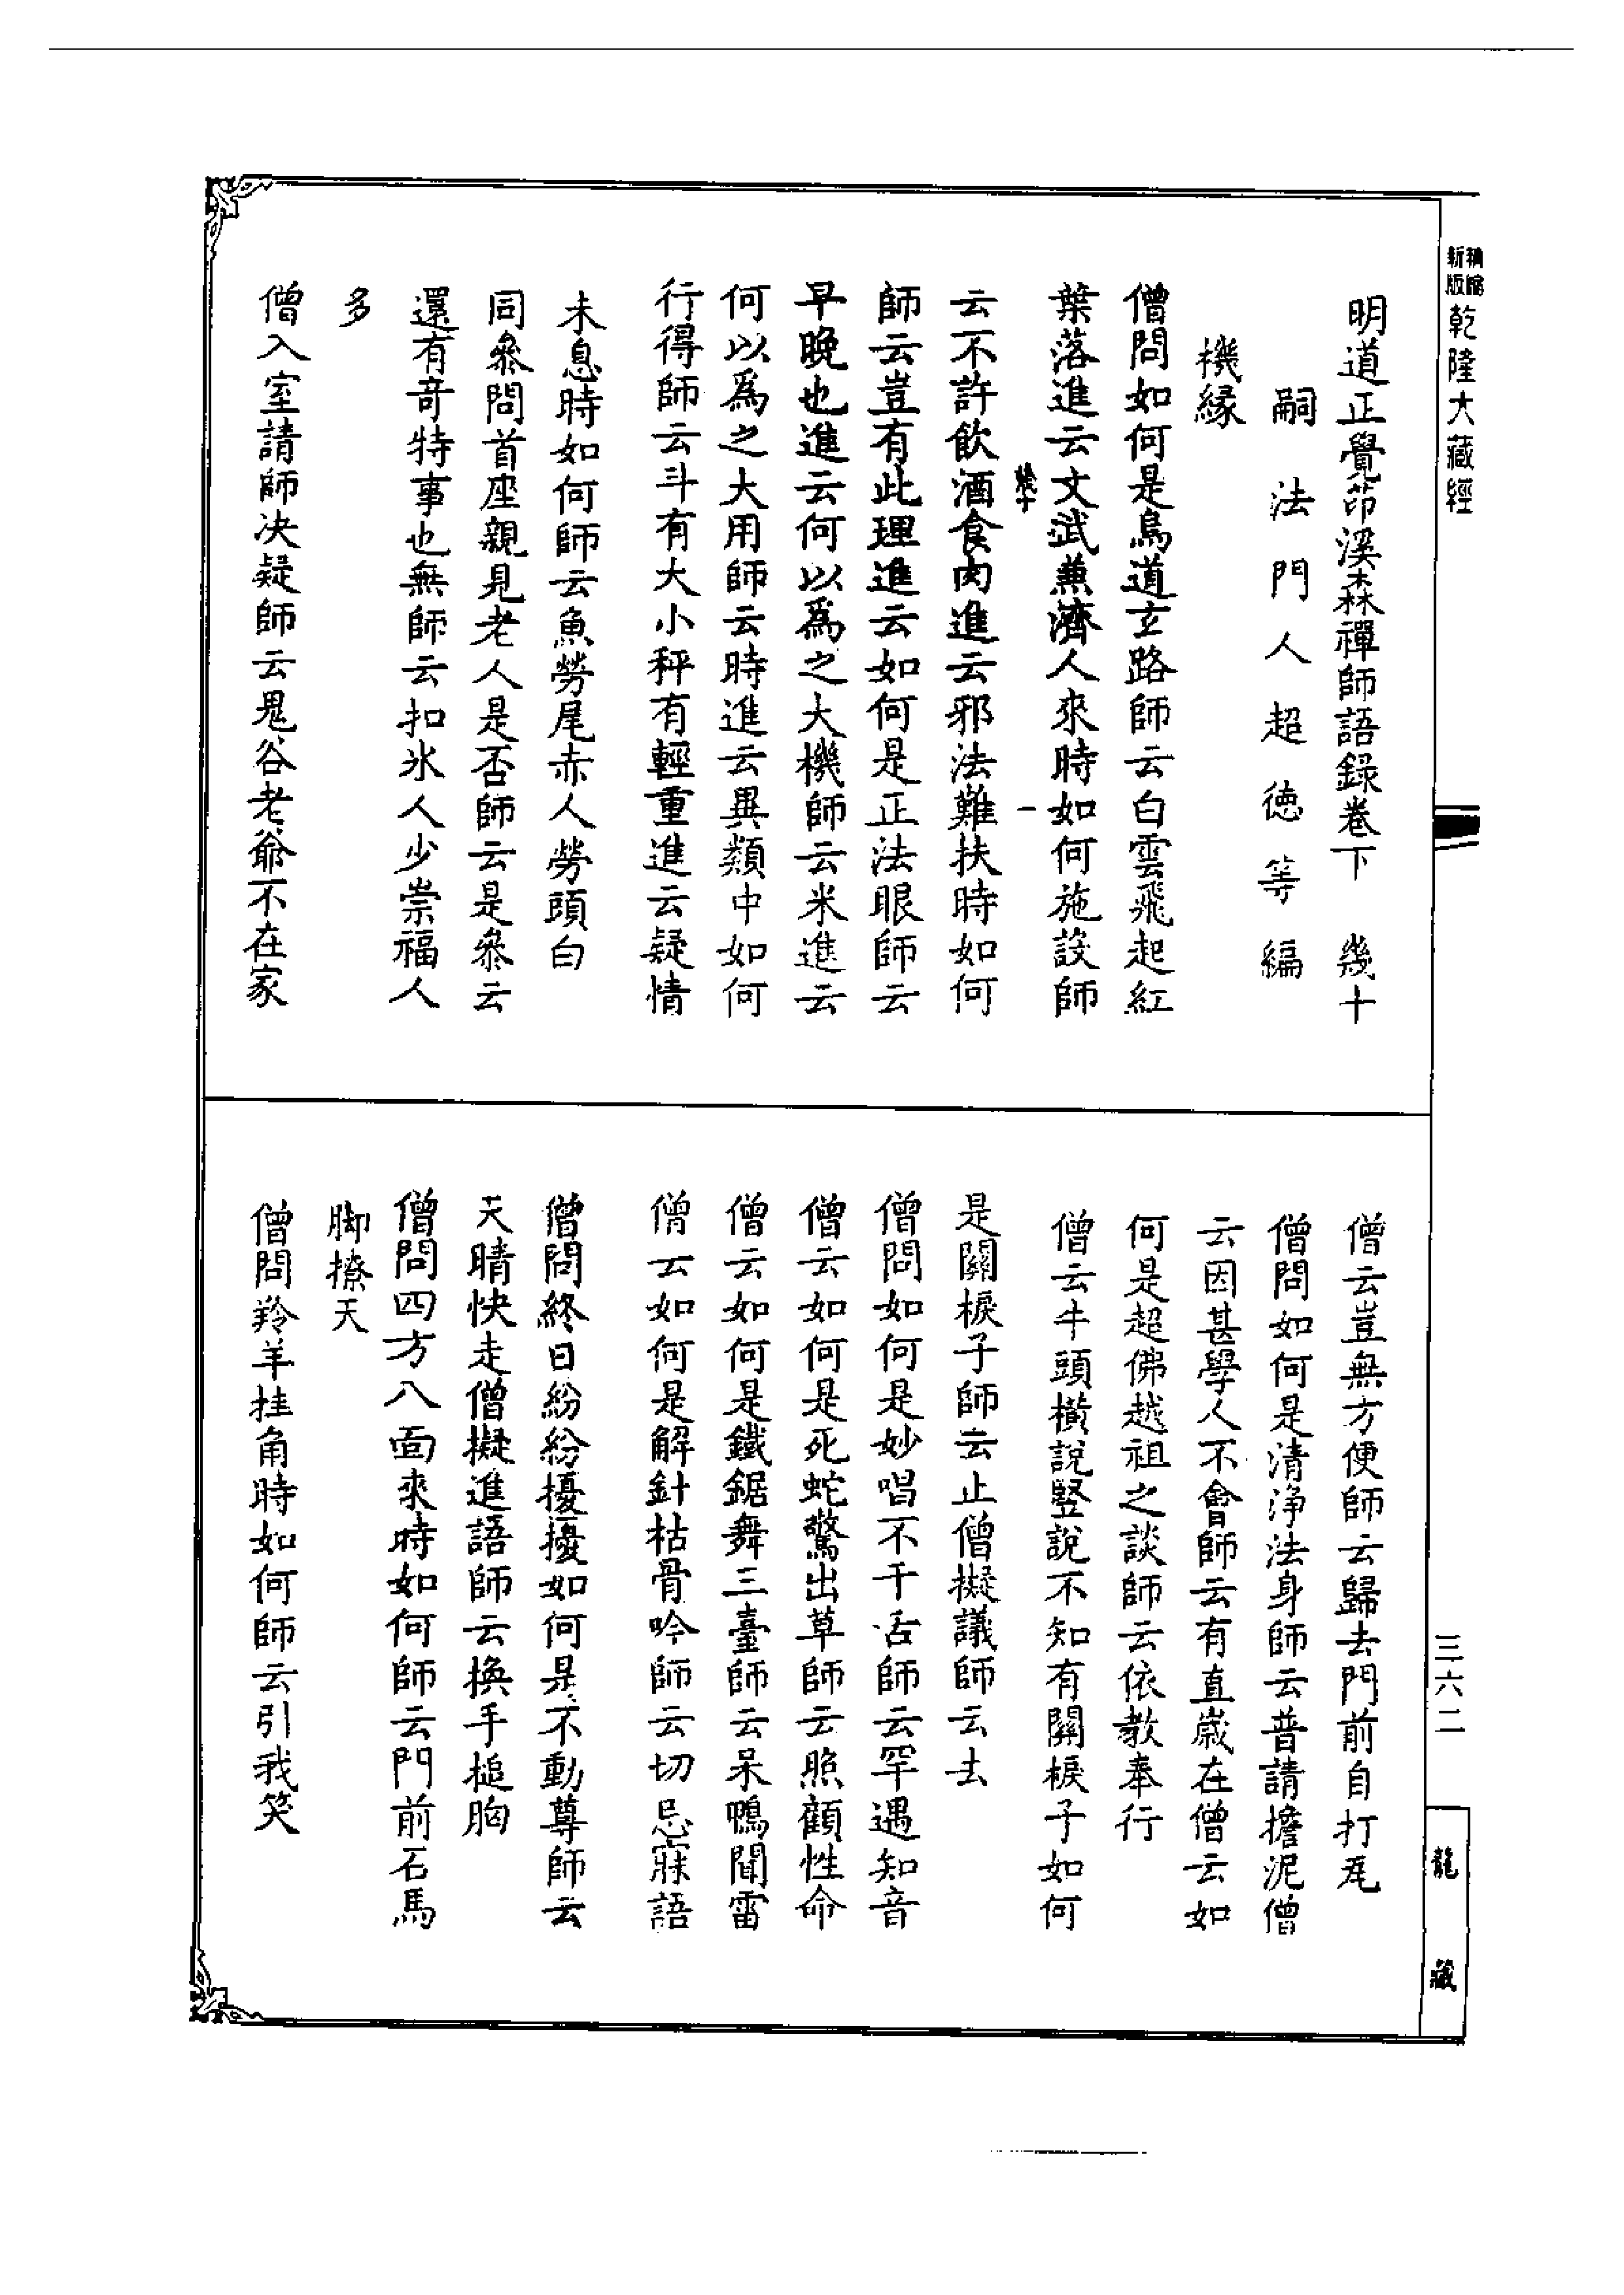 新版
乾隆大藏經
明道正覺茆溪森禪師語錄卷下　幾十
嗣法門人超德等編
機緣
僧問如何是鳥道玄路師云白雲飛起紅
葉落進云文武兼濟人來時如何施設師
幾十
一
云不許飲酒食肉進云邪法難扶時如何
師云豈有此理進云如何是正法眼師云
早晚也進云何以為之大機師云米進云
何以為之大用師云時進云異類中如何
行得師云斗有大小秤有輕重進云疑情
未息時如何師云魚勞尾赤人勞頭白
同叅問首座親見老人是否師云是叅云
還有竒特事也無師云扣氷人少崇福人
多
僧入室請師决疑師云鬼谷老爺不在家
僧云豈無方便師云歸去門前自打瓦
僧問如何是清淨法身師云普請擔泥僧
云因甚學人不會師云有直歲在僧云如
何是超佛越祖之談師云依教奉行
僧云牛頭橫說竪說不知有關棙子如何
是關棙子師云止僧擬議師云去
僧問如何是妙唱不干舌師云罕遇知音
僧云如何是死蛇驚出草師云照顧性命
僧云如何是鐵鋸舞三臺師云呆鴨聞雷
僧云如何是解針枯骨吟師云切忌寐語
僧問終日紛紛擾擾如何是不動尊師云
天晴快走僧擬進語師云換手搥胸
僧問四方八面來時如何師云門前石馬
脚撩天
僧問羚羊挂角時如何師云引我笑
三六二
龍藏